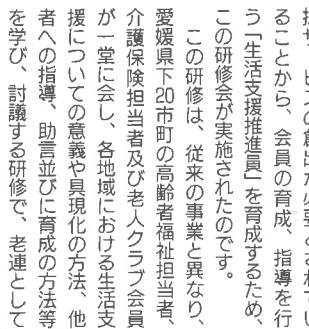 ることから、会員の育成、指導を行
う「生活支援推進員」を育成するため、
この研修会が実施されたのです。
この研修は、従来の事業と異なり、
愛媛県下20市町の高齢者福祉担当者、
介護保険担当者及び老人クラブ会員
が一堂に会し、各地域における生活支
援についての意義や具現化の方法、他
者への指導、助言並びに育成の方法等
を学び、討議する研修で、老連として